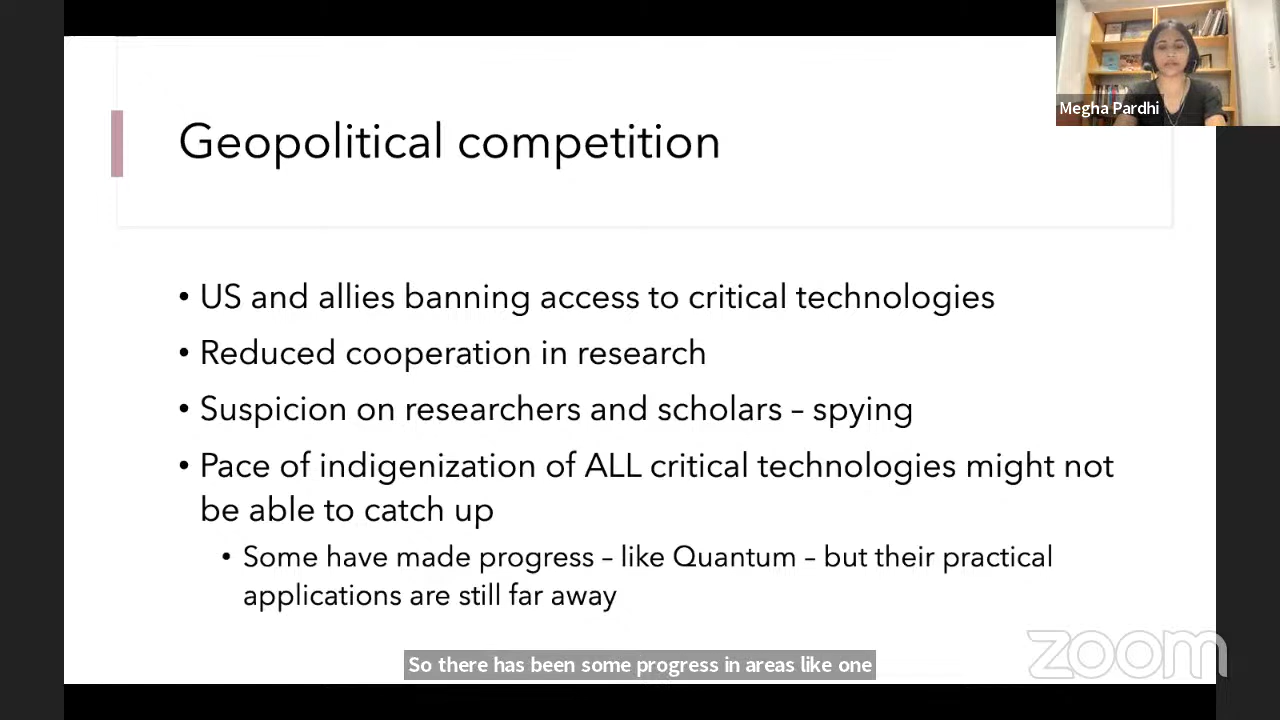 Megha Pardhi
Geopolitical competition
• US and allies banning access to critical technologies
• Reduced cooperation in research
• Suspicion on researchers and scholars – spying
• Pace of indigenization of ALL critical technologies might not
be able to catch up
• Some have made progress – like Quantum – but their practical
applications are still far away
So there has been some progress in areas like one
zoom